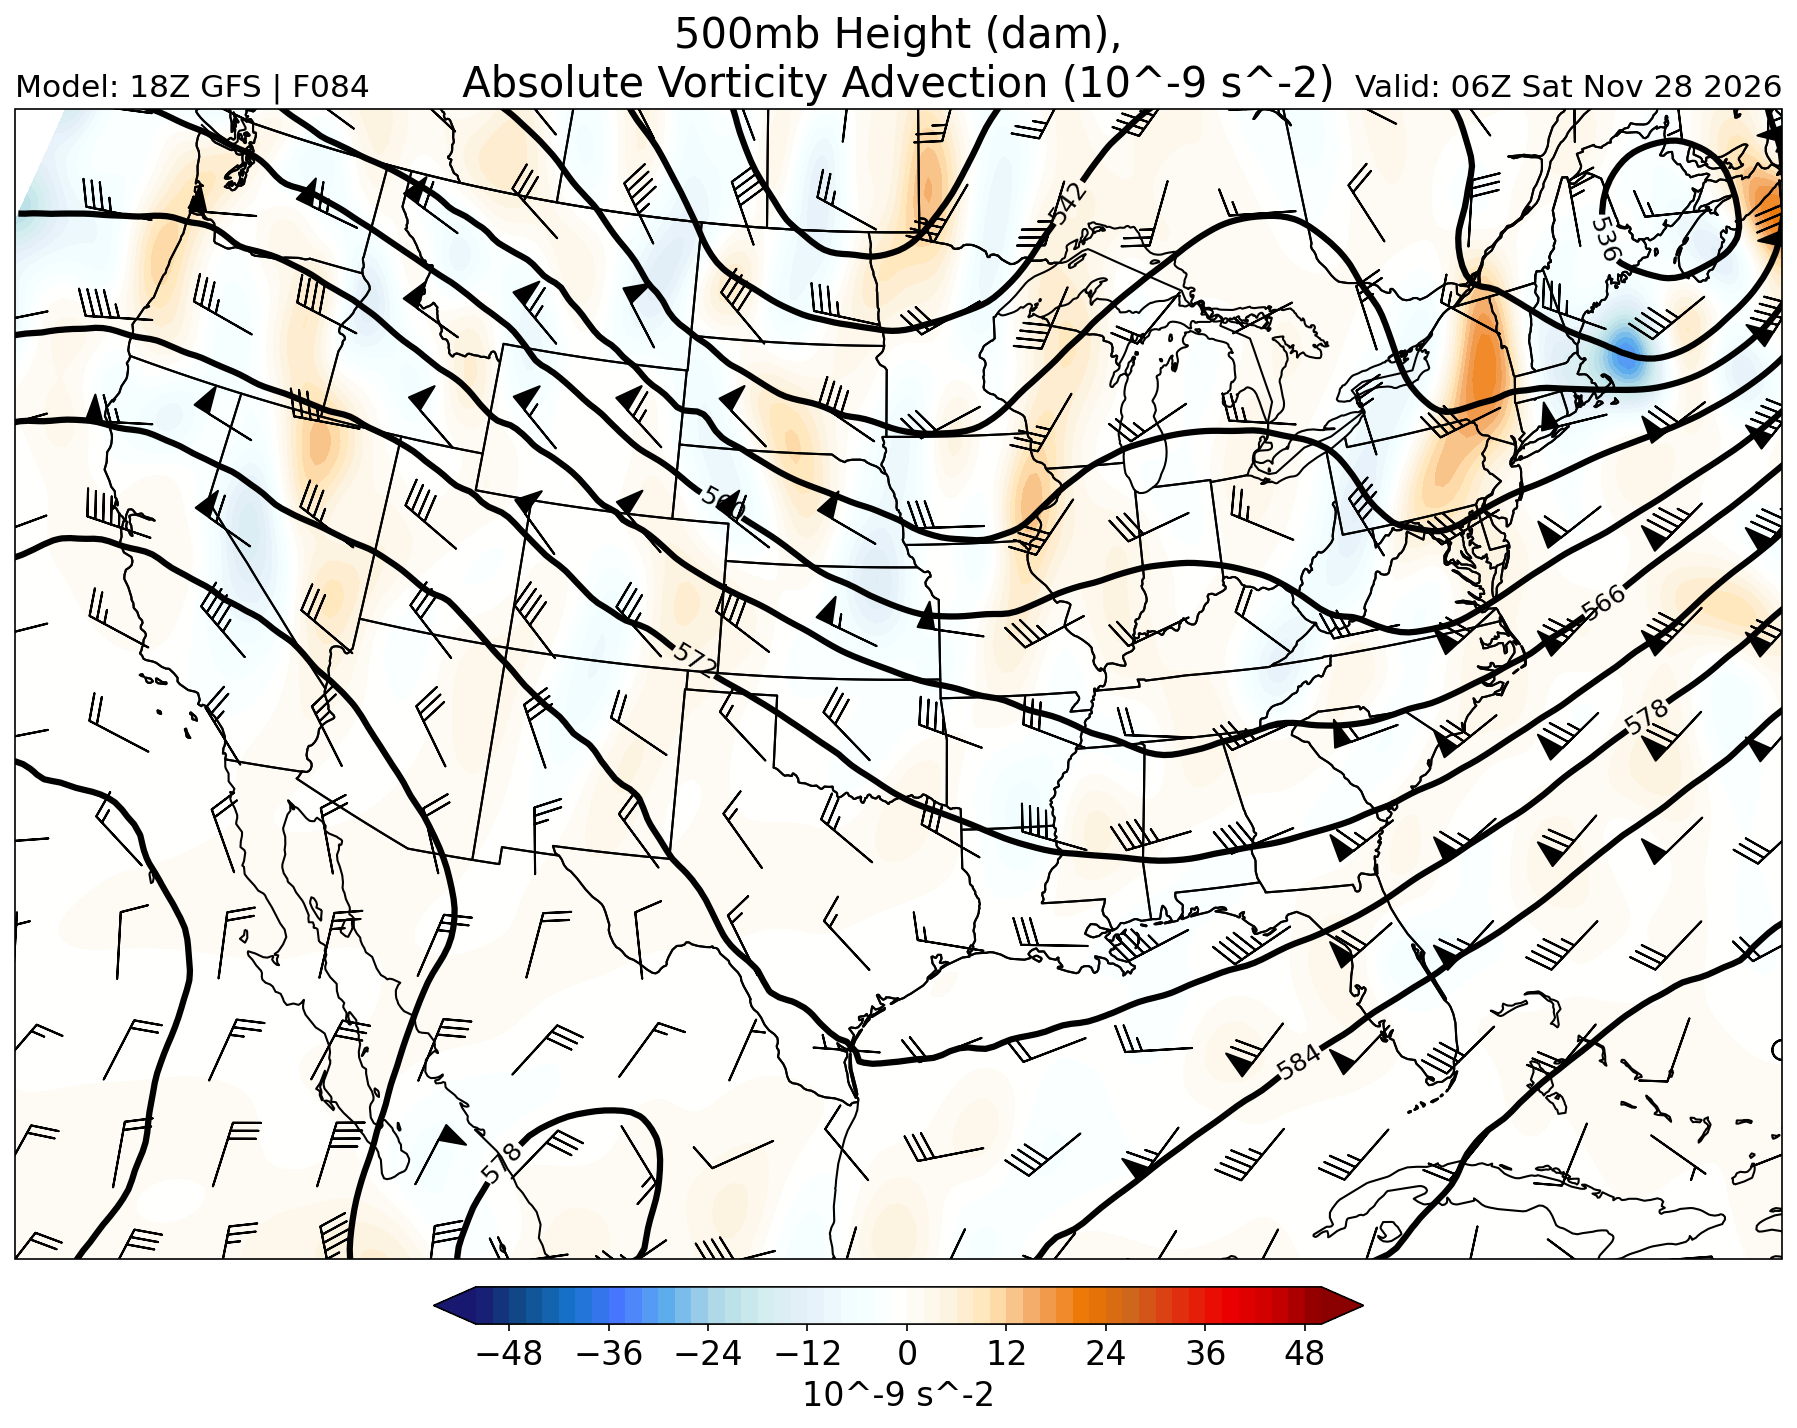 500mb Height (dam),
Model: 18Z GFS | F084
Absolute Vorticity Advection (10^-9 s^-2)
Valid: 06Z Sat Nov 28 2026
542
536
560
566
572
578
584
578
−48 −36 −24 −12 0 12 24 36 48
10^-9 s^-2